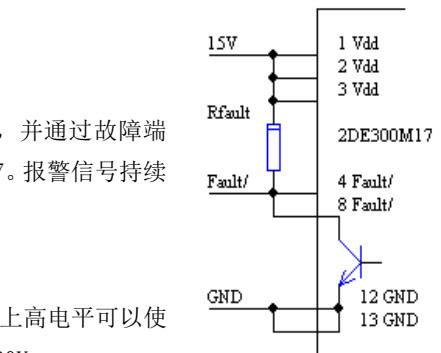 15V
1 Vdd
2 Vdd
3 Vdd
Rfault
，并通过故障端
2DE300M17
。报警信号持续
Fault/
4 Fault/
8 Fault/
GND
12 GND
13 GND
上高电平可以使